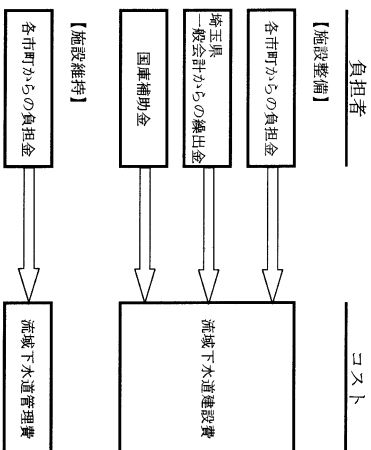 負担者
コスト
【施設整備】
各市町からの負担金
埼玉県
一般会計からの繰出金
国庫補助金
流域下水道建設費
【施設維持】
各市町からの負担金
流域下水道管理費